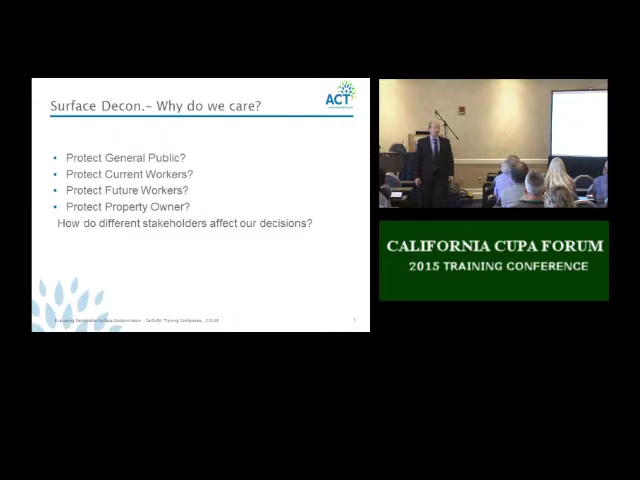 Surface Decon.- Why do we care?
ACT
• Protect General Public?
• Protect Current Workers?
• Protect Future Workers?
• Protect Property Owner?
How do different stakeholders affect our decisions?
CALIFORNIA CUPA FORUM
2015 TRAINING CONFERENCE